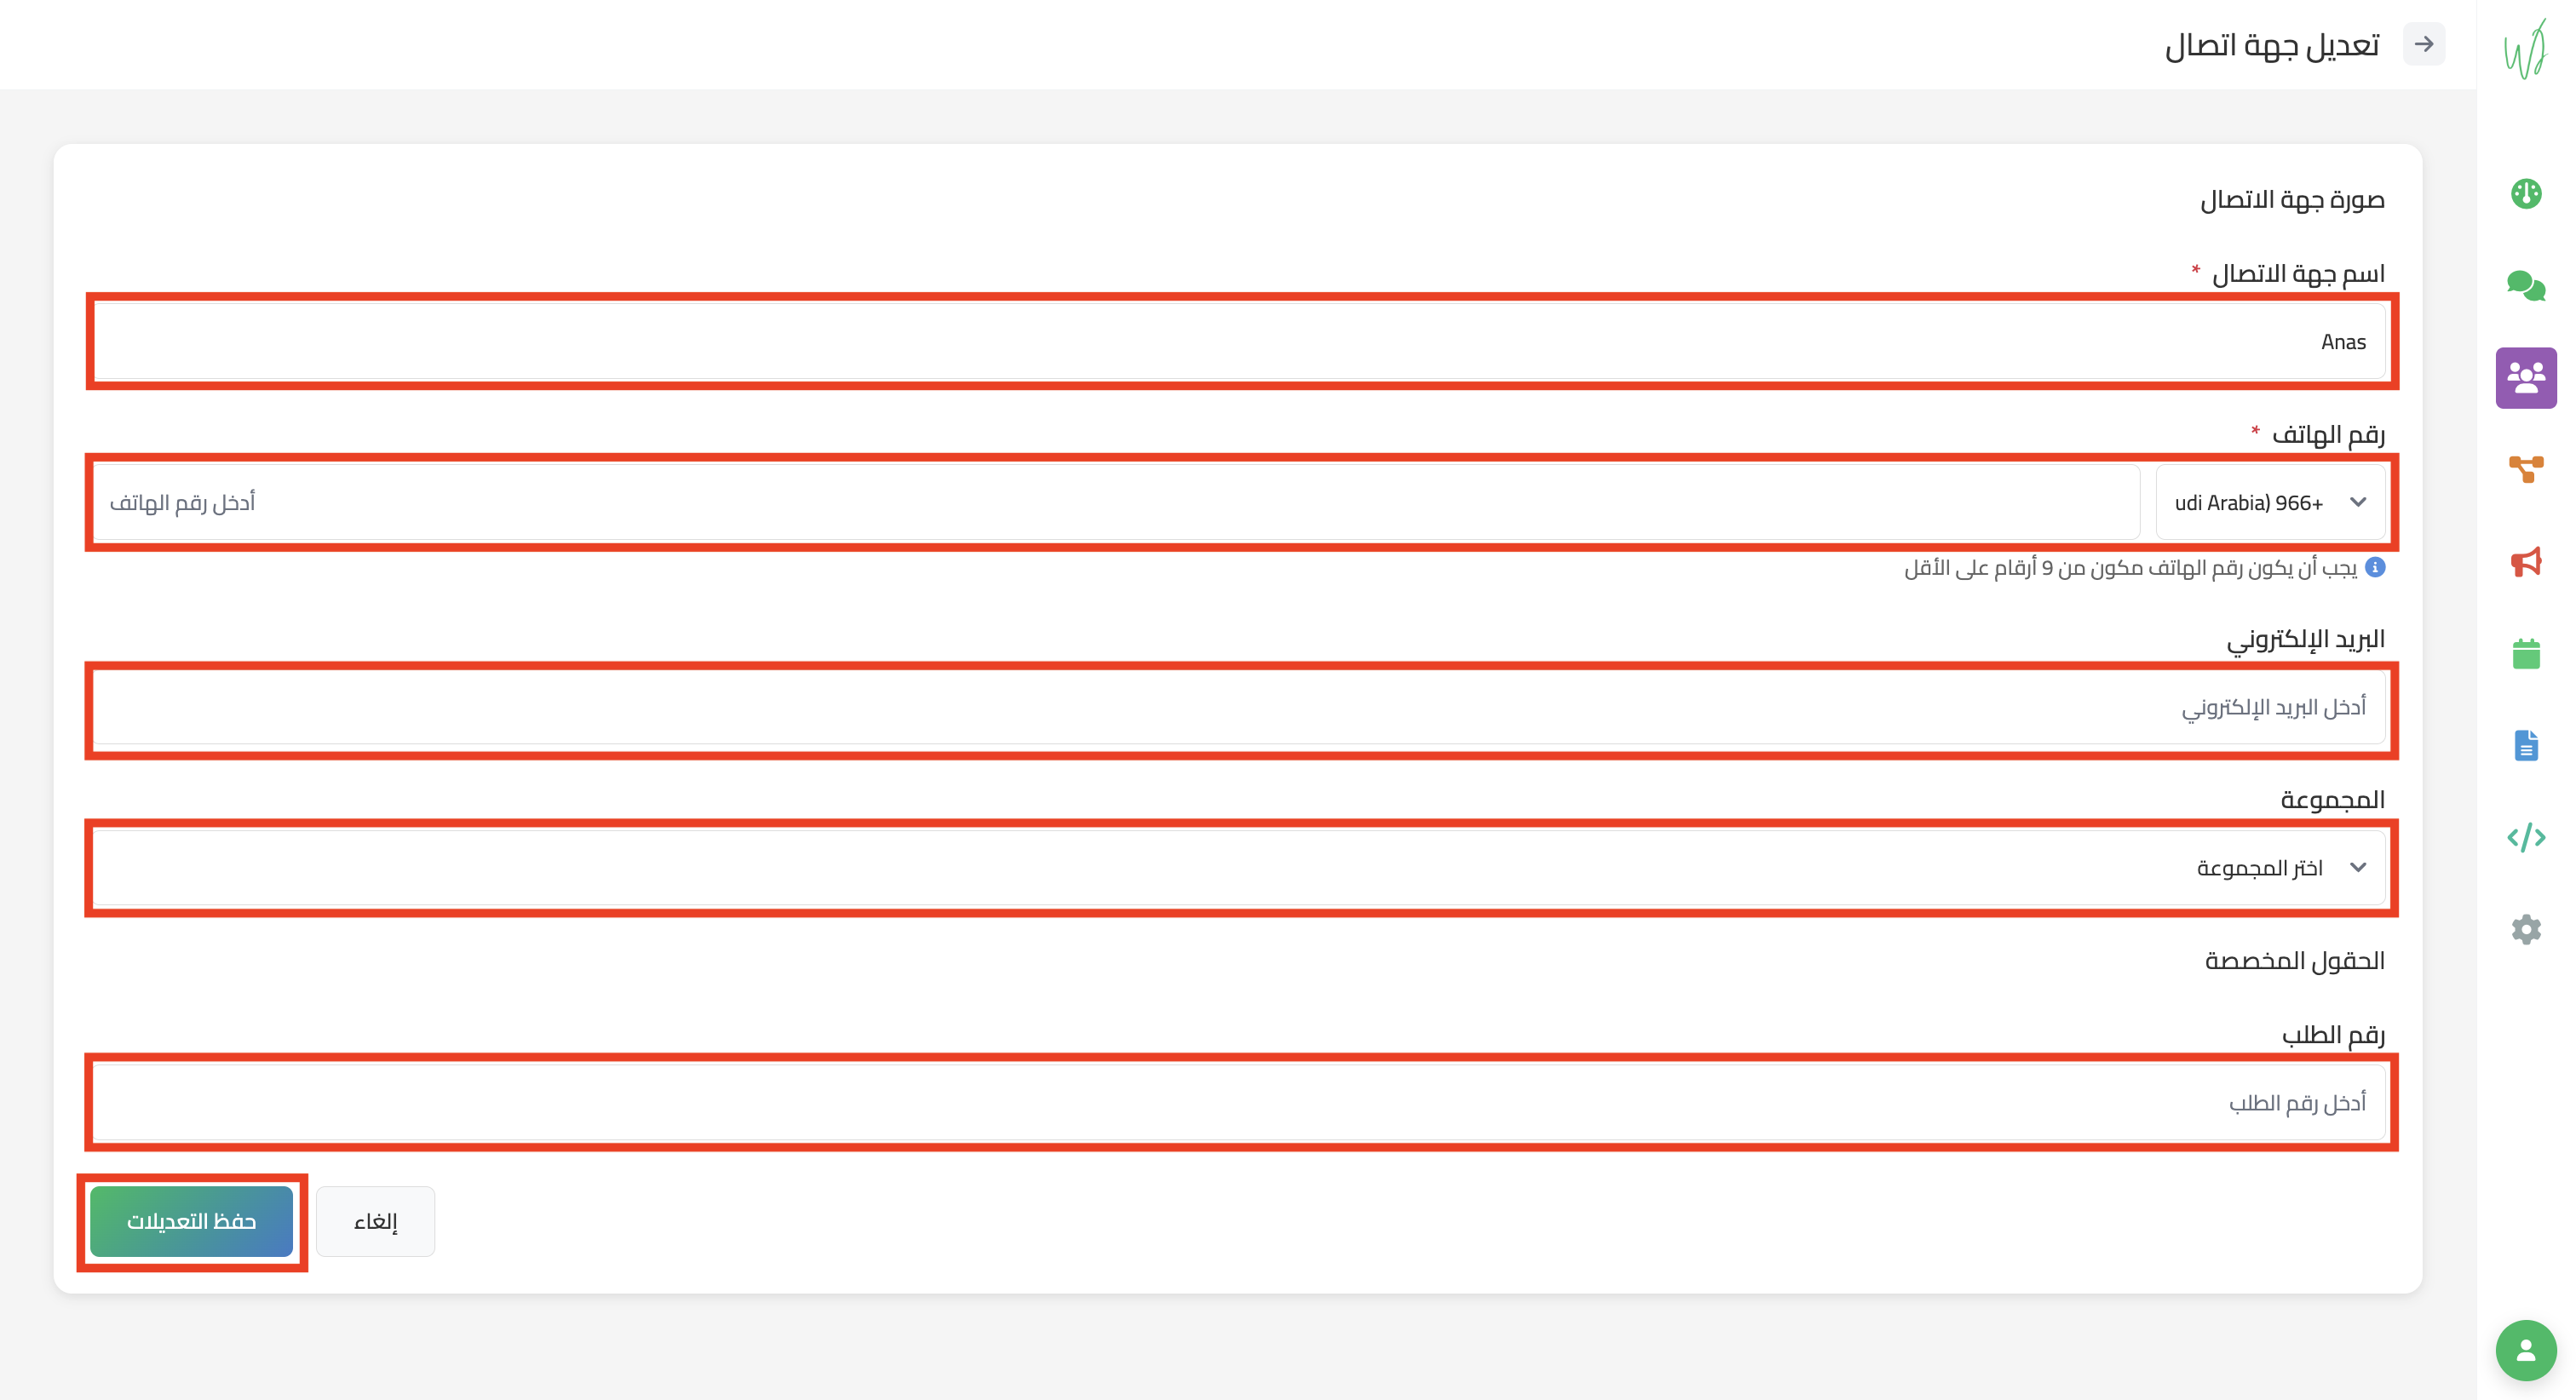 تعديل جهة اتصال
صورة جهة الاتصال
اسم جهة الاتصال *
Anas
رقم الهاتف *
udi Arabia) 966+
أدخل رقم الهاتف
يجب أن يكون رقم الهاتف مكون من 9 أرقام على الأقل
البريد الإلكتروني
أدخل البريد الإلكتروني
المجموعة
اختر المجموعة
الحقول المخصصة
رقم الطلب
أدخل رقم الطلب
إلغاء
حفظ التعديلات